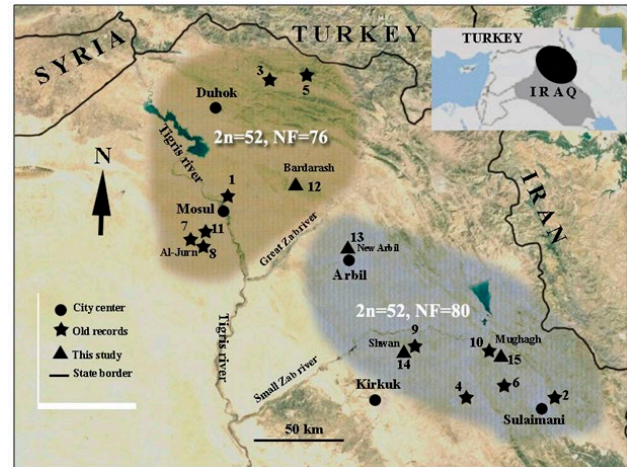 SYRIA
TURKEY
TURKEY
IRAQ
IRAN
3
5
Duhok
2n=52, NF=76
Tigris river
N
Bardarash
12
1
Mosul
7
11
Al-Jurn
8
Great Zab river
13
New Arbil
Arbil
2n=52, NF=80
City center
Old records
This study
State border
Tigris river
Small Zab river
9
Shwan
14
10
Mughagh
15
Kirkuk
4
6
2
Sulaimani
50 km